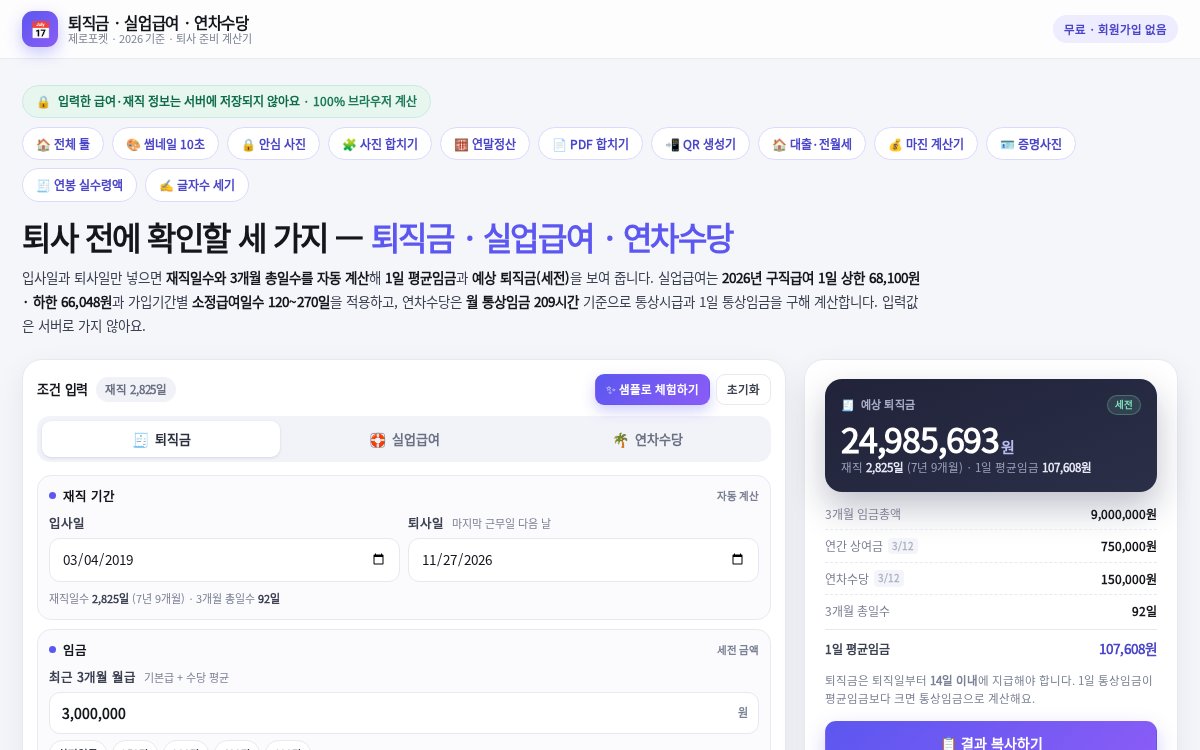 퇴직금 · 실업급여 · 연차수당
제로포켓 · 2026 기준 · 퇴사 준비 계산기
무료 · 회원가입 없음
입력한 급여·재직 정보는 서버에 저장되지 않아요 · 100% 브라우저 계산
전체 툴
썸네일 10초
안심 사진
사진 합치기
연말정산
PDF 합치기
QR 생성기
대출·전월세
마진 계산기
증명사진
연봉 실수령액
글자수 세기
퇴사 전에 확인할 세 가지 — 퇴직금 · 실업급여 · 연차수당
입사일과 퇴사일만 넣으면 재직일수와 3개월 총일수를 자동 계산해 1일 평균임금과 예상 퇴직금(세전)을 보여 줍니다. 실업급여는 2026년 구직급여 1일 상한 68,100원
· 하한 66,048원과 가입기간별 소정급여일수 120~270일을 적용하고, 연차수당은 월 통상임금 209시간 기준으로 통상시급과 1일 통상임금을 구해 계산합니다. 입력값
은 서버로 가지 않아요.
조건 입력
재직 2,825일
✨ 샘플로 체험하기
초기화
퇴직금
실업급여
연차수당
재직 기간
자동 계산
입사일
퇴사일 마지막 근무일 다음 날
03/04/2019
11/27/2026
재직일수 2,825일 (7년 9개월) · 3개월 총일수 92일
임금
세전 금액
최근 3개월 월급 기본급 + 수당 평균
3,000,000
원
예상 퇴직금
세전
24,985,693원
재직 2,825일 (7년 9개월) · 1일 평균임금 107,608원
3개월 임금총액
9,000,000원
연간 상여금 3/12
750,000원
연차수당 3/12
150,000원
3개월 총일수
92일
1일 평균임금
107,608원
퇴직금은 퇴직일부터 14일 이내에 지급해야 합니다. 1일 통상임금이
평균임금보다 크면 통상임금으로 계산해요.
결과 복사하기